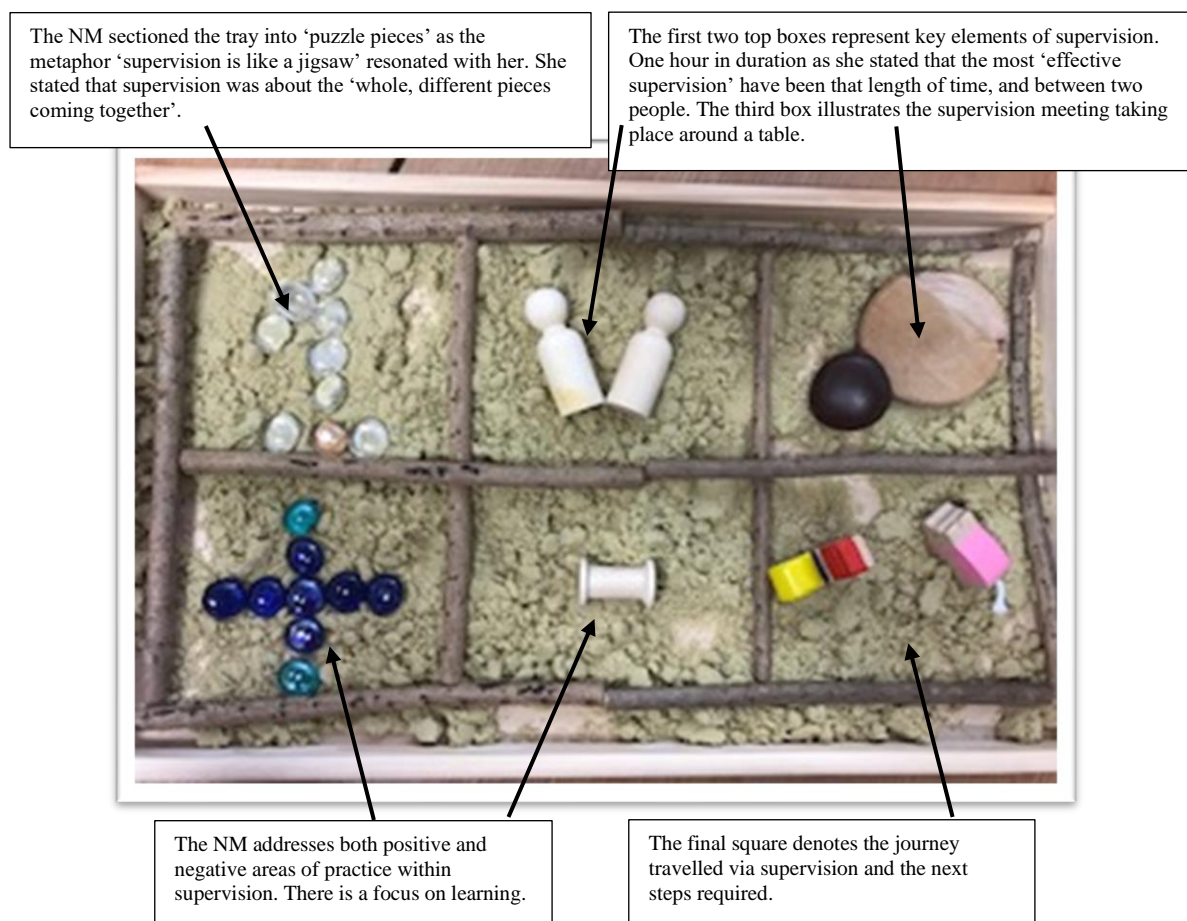 The NM sectioned the tray into ‘puzzle pieces’ as the
metaphor ‘supervision is like a jigsaw’ resonated with her. She
stated that supervision was about the ‘whole, different pieces
coming together’.
The first two top boxes represent key elements of supervision.
One hour in duration as she stated that the most ‘effective
supervision’ have been that length of time, and between two
people. The third box illustrates the supervision meeting taking
place around a table.
The NM addresses both positive and
negative areas of practice within
supervision. There is a focus on learning.
The final square denotes the journey
travelled via supervision and the next
steps required.